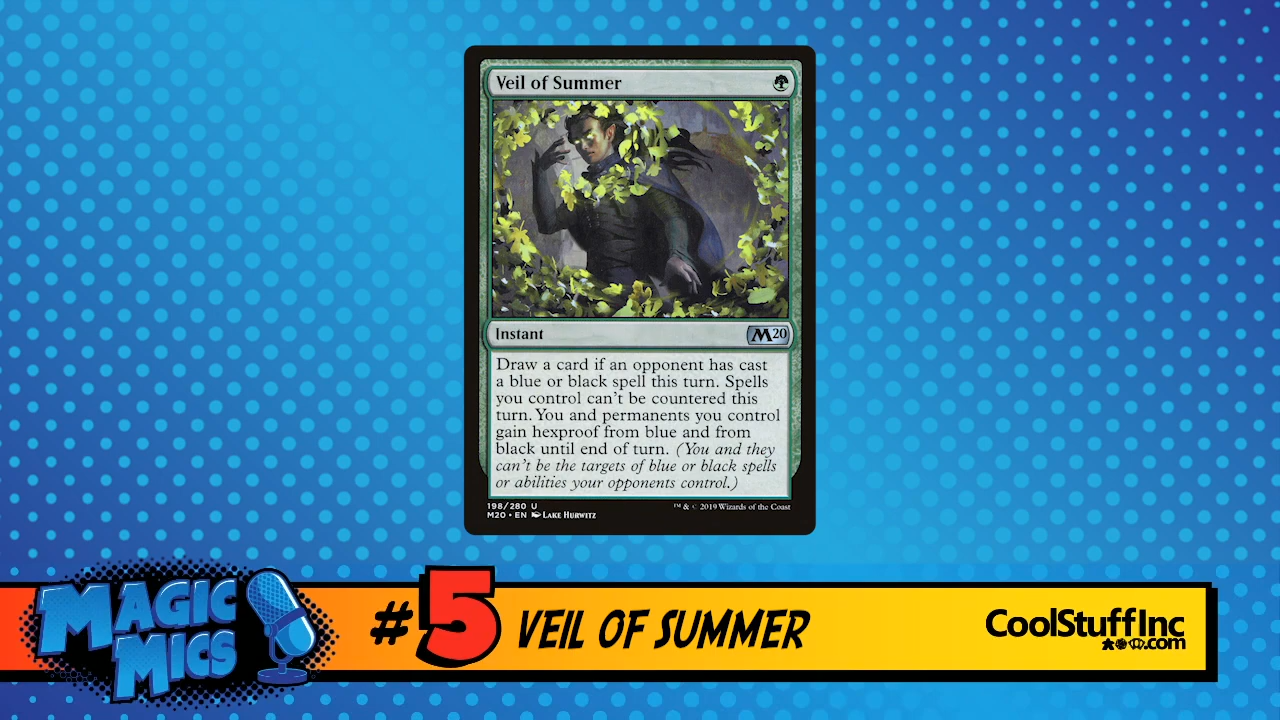 Veil of Summer
Instant
M20
Draw a card if an opponent has cast
a blue or black spell this turn. Spells
you control can't be countered this
turn. You and permanents you control
gain hexproof from blue and from
black until end of turn. (You and they
can't be the targets of blue or black spells
or abilities your opponents control.)
198/280 U
M20 • EN LAKE HURWITZ
™ & © 2019 Wizards of the Coast
MAGIC
MICS
#5 VEIL OF SUMMER
CoolStuffInc
.com